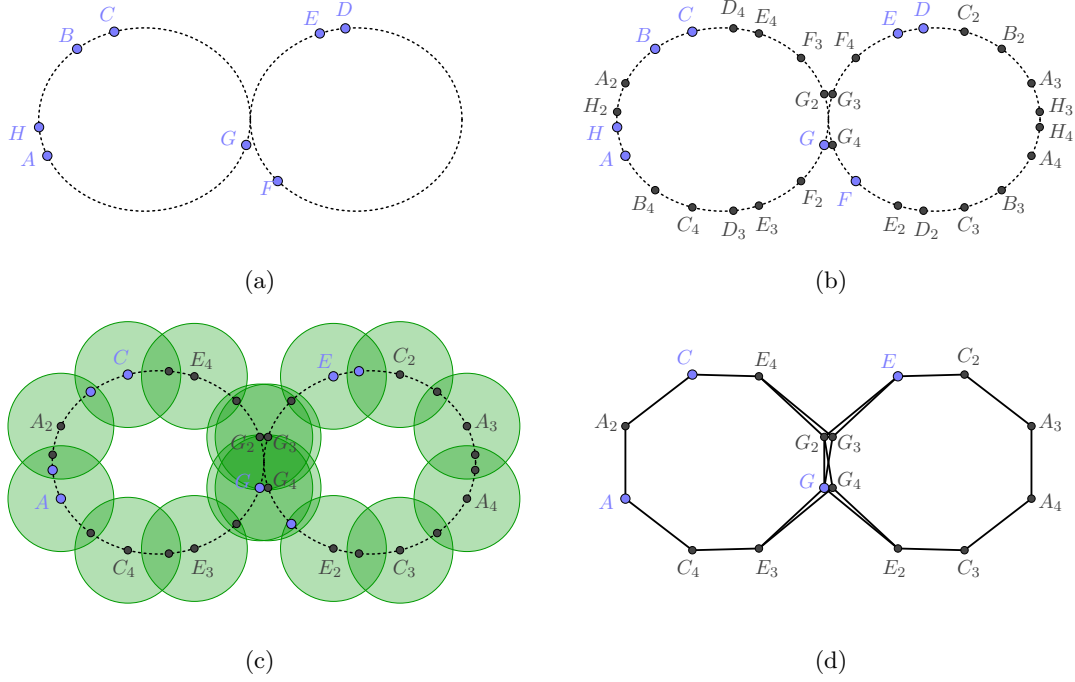 C
B
E
D
H
A
G
F
(a)
B
C
D₄
E₄
F₃
F₄
E
D
C₂
B₂
A₂
H₂
H
A
G₂
G₃
G
G₄
A₃
H₃
H₄
A₄
B₄
C₄
D₃
E₃
F₂
F
E₂
D₂
C₃
B₃
(b)
C
E₄
E
C₂
A₂
G₂
G₃
A₃
A
G
G₄
A₄
C₄
E₃
E₂
C₃
(c)
C
E₄
E
C₂
A₂
G₂
G₃
A₃
A
G
G₄
A₄
C₄
E₃
E₂
C₃
(d)